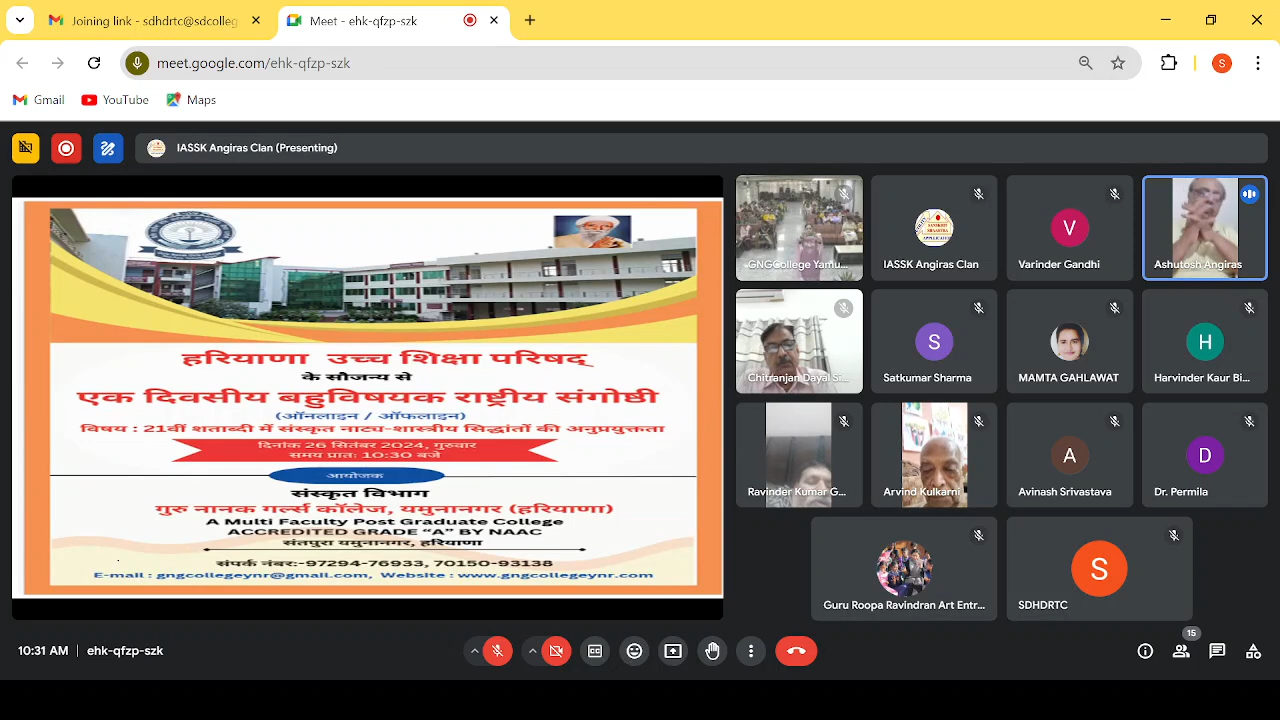 Joining link - sdhdrtc@sdcolleg
Meet - ehk-qfzp-szk
meet.google.com/ehk-qfzp-szk
Gmail
YouTube
Maps
IASSK Angiras Clan (Presenting)
हरियाणा उच्च शिक्षा परिषद्
के सौजन्य से
एक दिवसीय बहुविषयक राष्ट्रीय संगोष्ठी
(ऑनलाइन / ऑफलाइन)
विषय : 21वीं शताब्दी में संस्कृत नाट्य-शास्त्रीय सिद्धांतों की अनुप्रयुक्तता
दिनांक 26 सितंबर 2024, गुरुवार
समय प्रातः 10:30 बजे
आयोजक
संस्कृत विभाग
गुरु नानक गर्ल्स कॉलेज, यमुनानगर (हरियाणा)
A Multi Faculty Post Graduate College
ACCREDITED GRADE “A” BY NAAC
संतपुरा यमुनानगर, हरियाणा
संपर्क नंबर:-97294-76933, 70150-93138
E-mail : gngcollegeynr@gmail.com, Website : www.gngcollegeynr.com
GNGCollege Yamu...
IASSK Angiras Clan
Varinder Gandhi
Ashutosh Angiras
Chitranjan Dayal Si...
S
Satkumar Sharma
MAMTA GAHLAWAT
H
Harvinder Kaur Bi...
V
Ravinder Kumar G...
Arvind Kulkarni
A
Avinash Srivastava
D
Dr. Permila
Guru Roopa Ravindran Art Entr...
S
SDHDRTC
10:31 AM | ehk-qfzp-szk
15